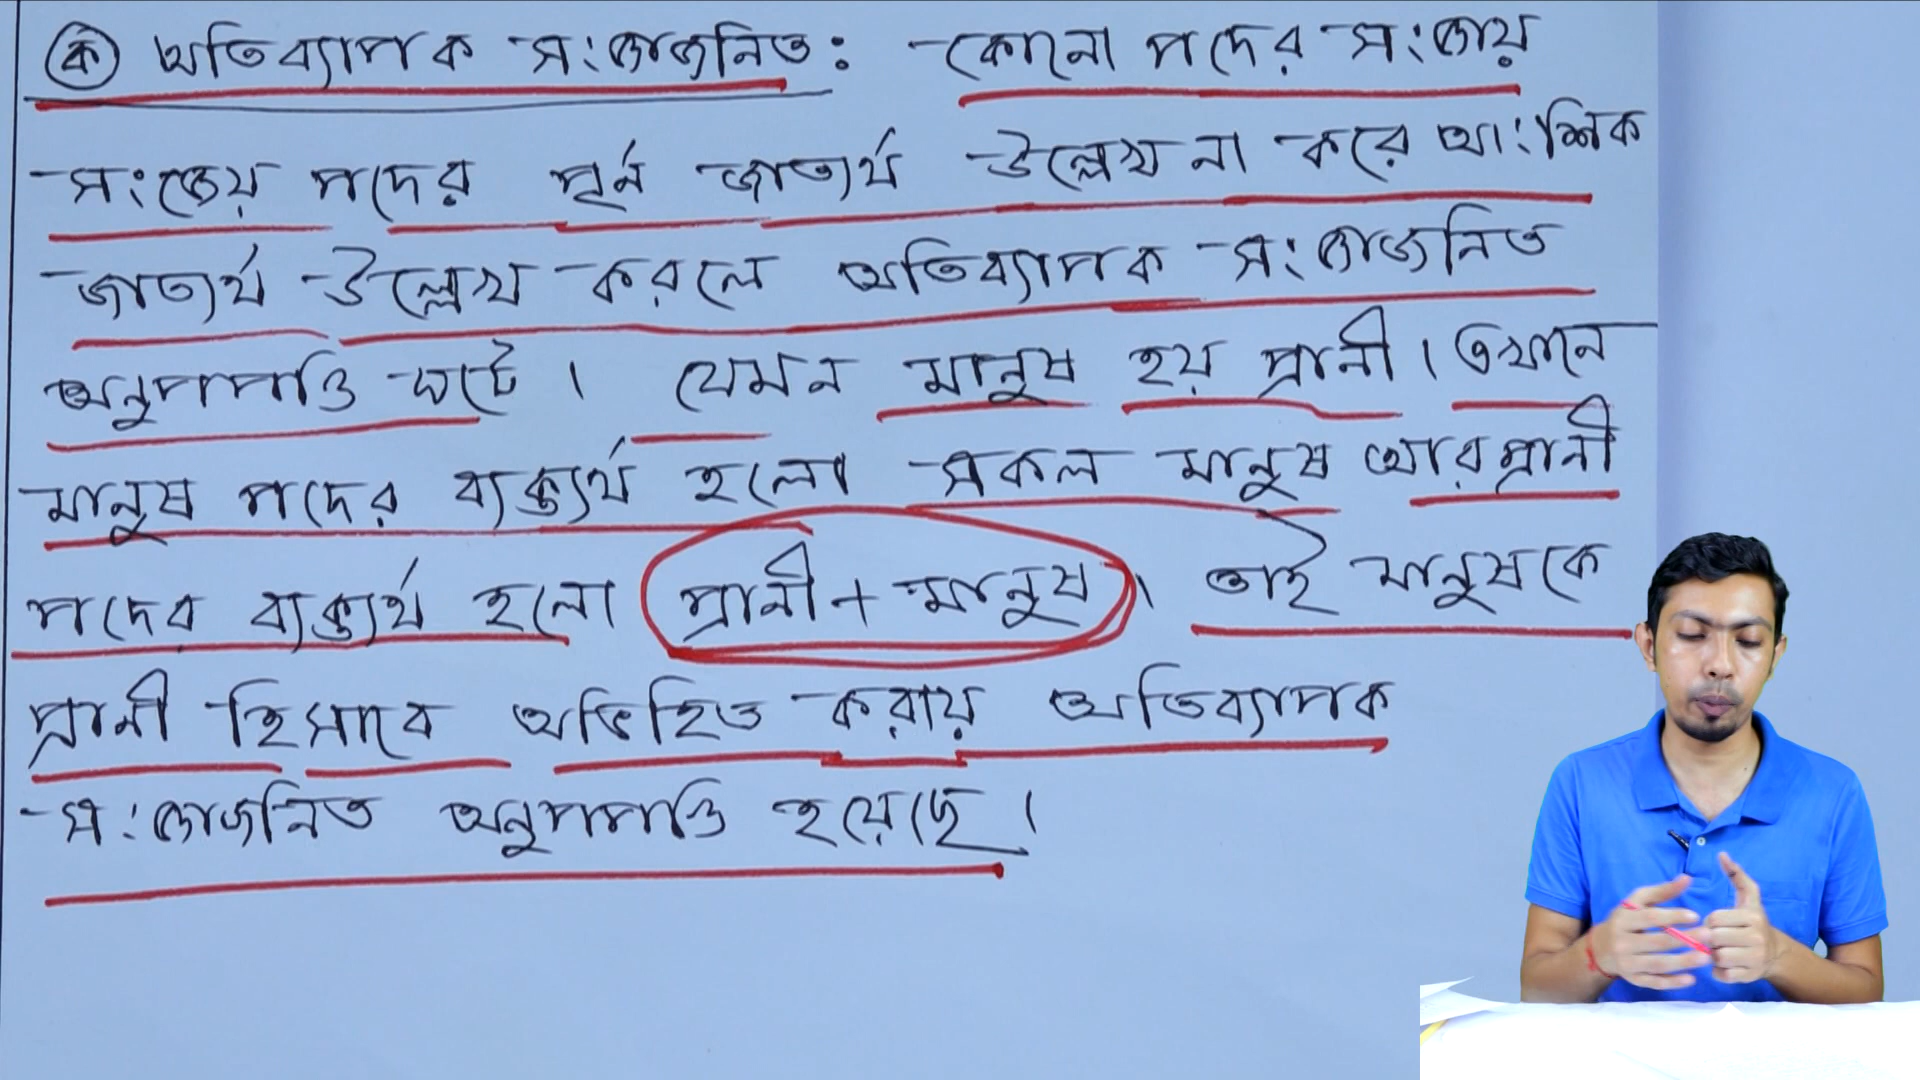 ক অতিব্যাপক সংজ্ঞাজনিত: কোনো পদের সংজ্ঞায়
সংজ্ঞেয় পদের পূর্ন জাত্যর্থ উল্লেখ না করে আংশিক
জাত্যর্থ উল্লেখ করলে অতিব্যাপক সংজ্ঞাজনিত
অনুপপত্তি ঘটে। যেমন মানুষ হয় প্রানী। এখানে
মানুষ পদের ব্যক্ত্যর্থ হলো সকল মানুষ আর প্রানী
পদের ব্যক্ত্যর্থ হলো প্রানী + মানুষ। তাই মানুষকে
প্রানী হিসাবে অভিহিত করায় অতিব্যাপক
সংজ্ঞাজনিত অনুপপত্তি হয়েছে।